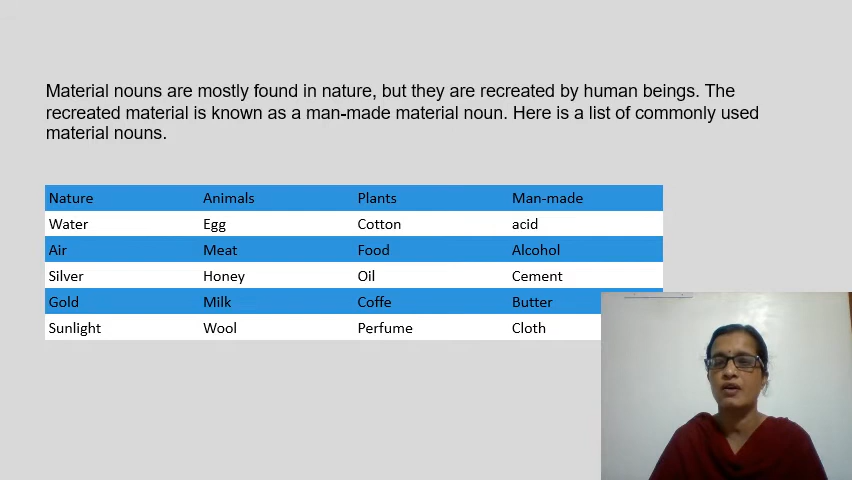 Material nouns are mostly found in nature, but they are recreated by human beings. The
recreated material is known as a man-made material noun. Here is a list of commonly used
material nouns.
Nature Animals Plants Man-made
Water Egg Cotton acid
Air Meat Food Alcohol
Silver Honey Oil Cement
Gold Milk Coffe Butter
Sunlight Wool Perfume Cloth